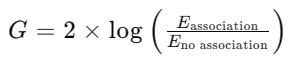 G = 2 × log ( E_association / E_no association )